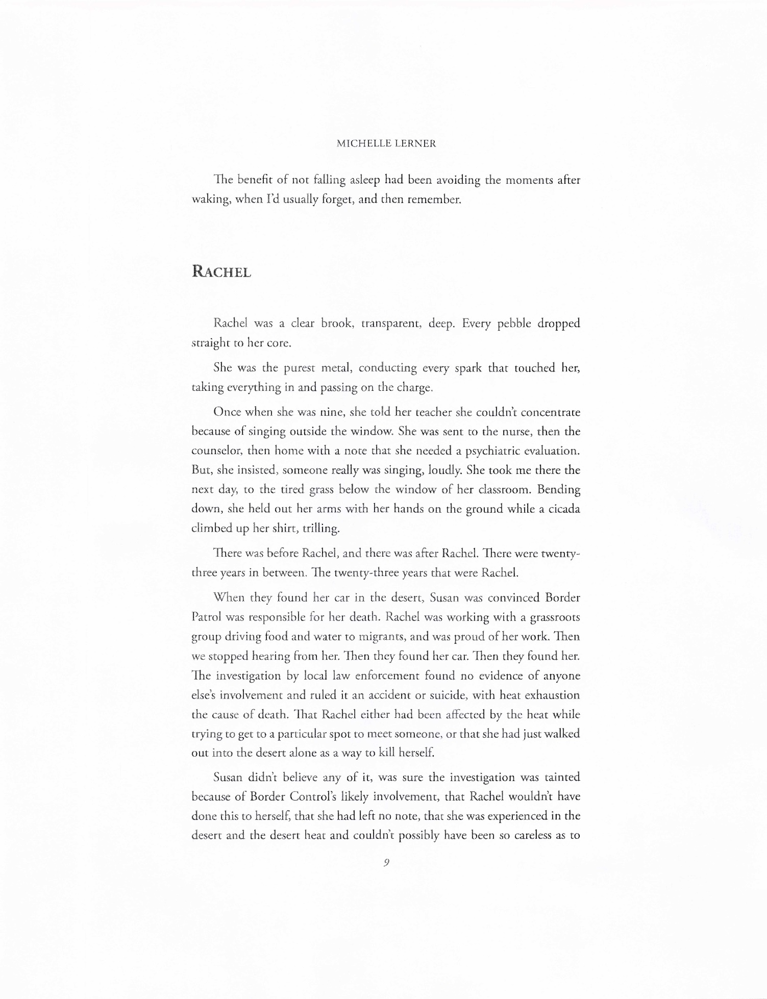 MICHELLE LERNER
The benefit of not falling asleep had been avoiding the moments after
waking, when I'd usually forget, and then remember.
RACHEL
Rachel was a clear brook, transparent, deep. Every pebble dropped
straight to her core.
She was the purest metal, conducting every spark that touched her,
taking everything in and passing on the charge.
Once when she was nine, she told her teacher she couldn't concentrate
because of singing outside the window. She was sent to the nurse, then the
counselor, then home with a note that she needed a psychiatric evaluation.
But, she insisted, someone really was singing, loudly. She took me there the
next day, to the tired grass below the window of her classroom. Bending
down, she held out her arms with her hands on the ground while a cicada
climbed up her shirt, trilling.
There was before Rachel, and there was after Rachel. There were twenty-
three years in between. The twenty-three years that were Rachel.
When they found her car in the desert, Susan was convinced Border
Patrol was responsible for her death. Rachel was working with a grassroots
group driving food and water to migrants, and was proud of her work. Then
we stopped hearing from her. Then they found her car. Then they found her.
The investigation by local law enforcement found no evidence of anyone
else's involvement and ruled it an accident or suicide, with heat exhaustion
the cause of death. That Rachel either had been affected by the heat while
trying to get to a particular spot to meet someone, or that she had just walked
out into the desert alone as a way to kill herself.
Susan didn't believe any of it, was sure the investigation was tainted
because of Border Control's likely involvement, that Rachel wouldn't have
done this to herself, that she had left no note, that she was experienced in the
desert and the desert heat and couldn't possibly have been so careless as to
9